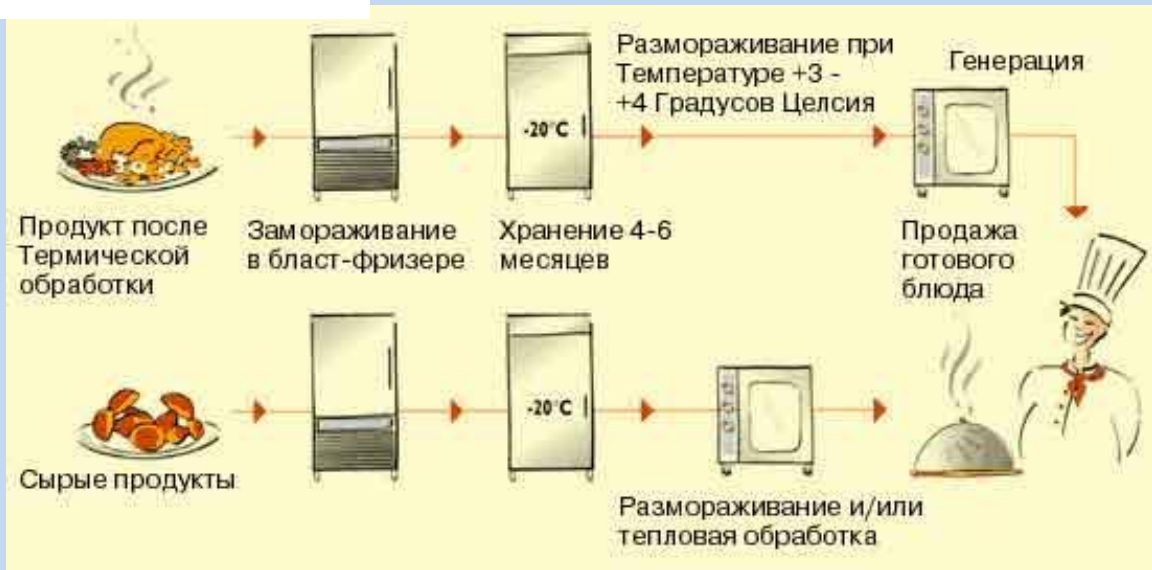 Размораживание при
Температуре +3 -
+4 Градусов Целсия
Генерация
-20°C
Продукт после
Термической
обработки
Замораживание
в бласт-фризере
Хранение 4-6
месяцев
Продажа
готового
блюда
-20°C
Сырые продукты
Размораживание и/или
тепловая обработка